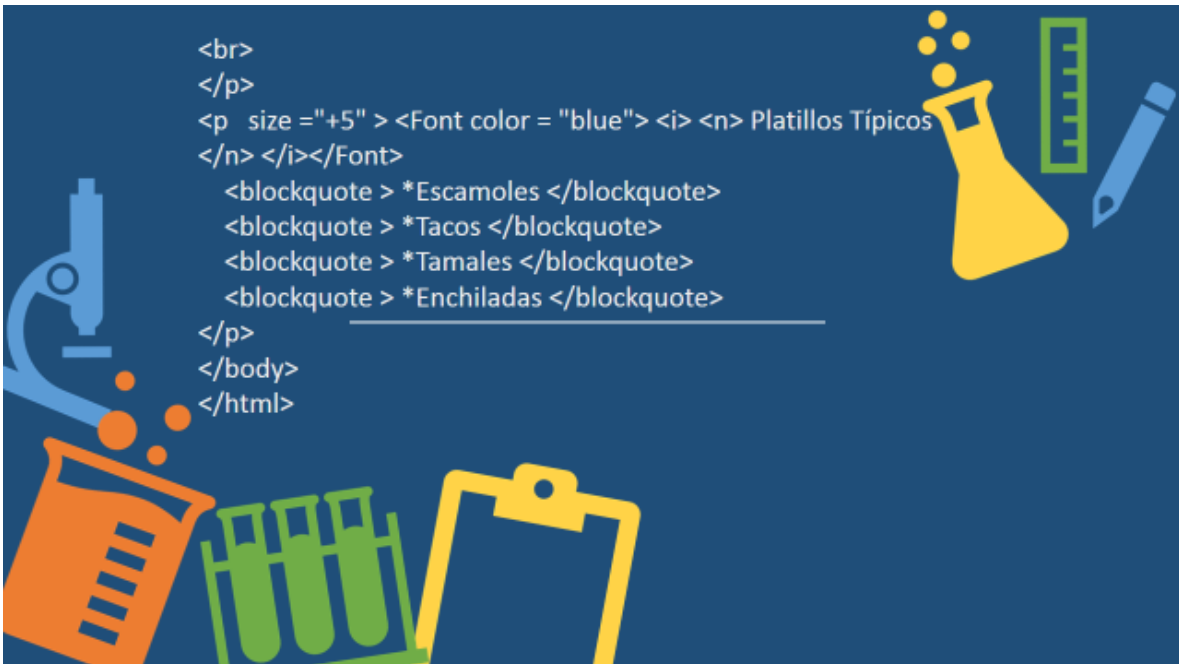 <br>
</p>
<p   size ="+5" > <Font color = "blue"> <i> <n> Platillos Típicos
</n> </i></Font>
  <blockquote > *Escamoles </blockquote>
  <blockquote > *Tacos </blockquote>
  <blockquote > *Tamales </blockquote>
  <blockquote > *Enchiladas </blockquote>
</p>
</body>
</html>